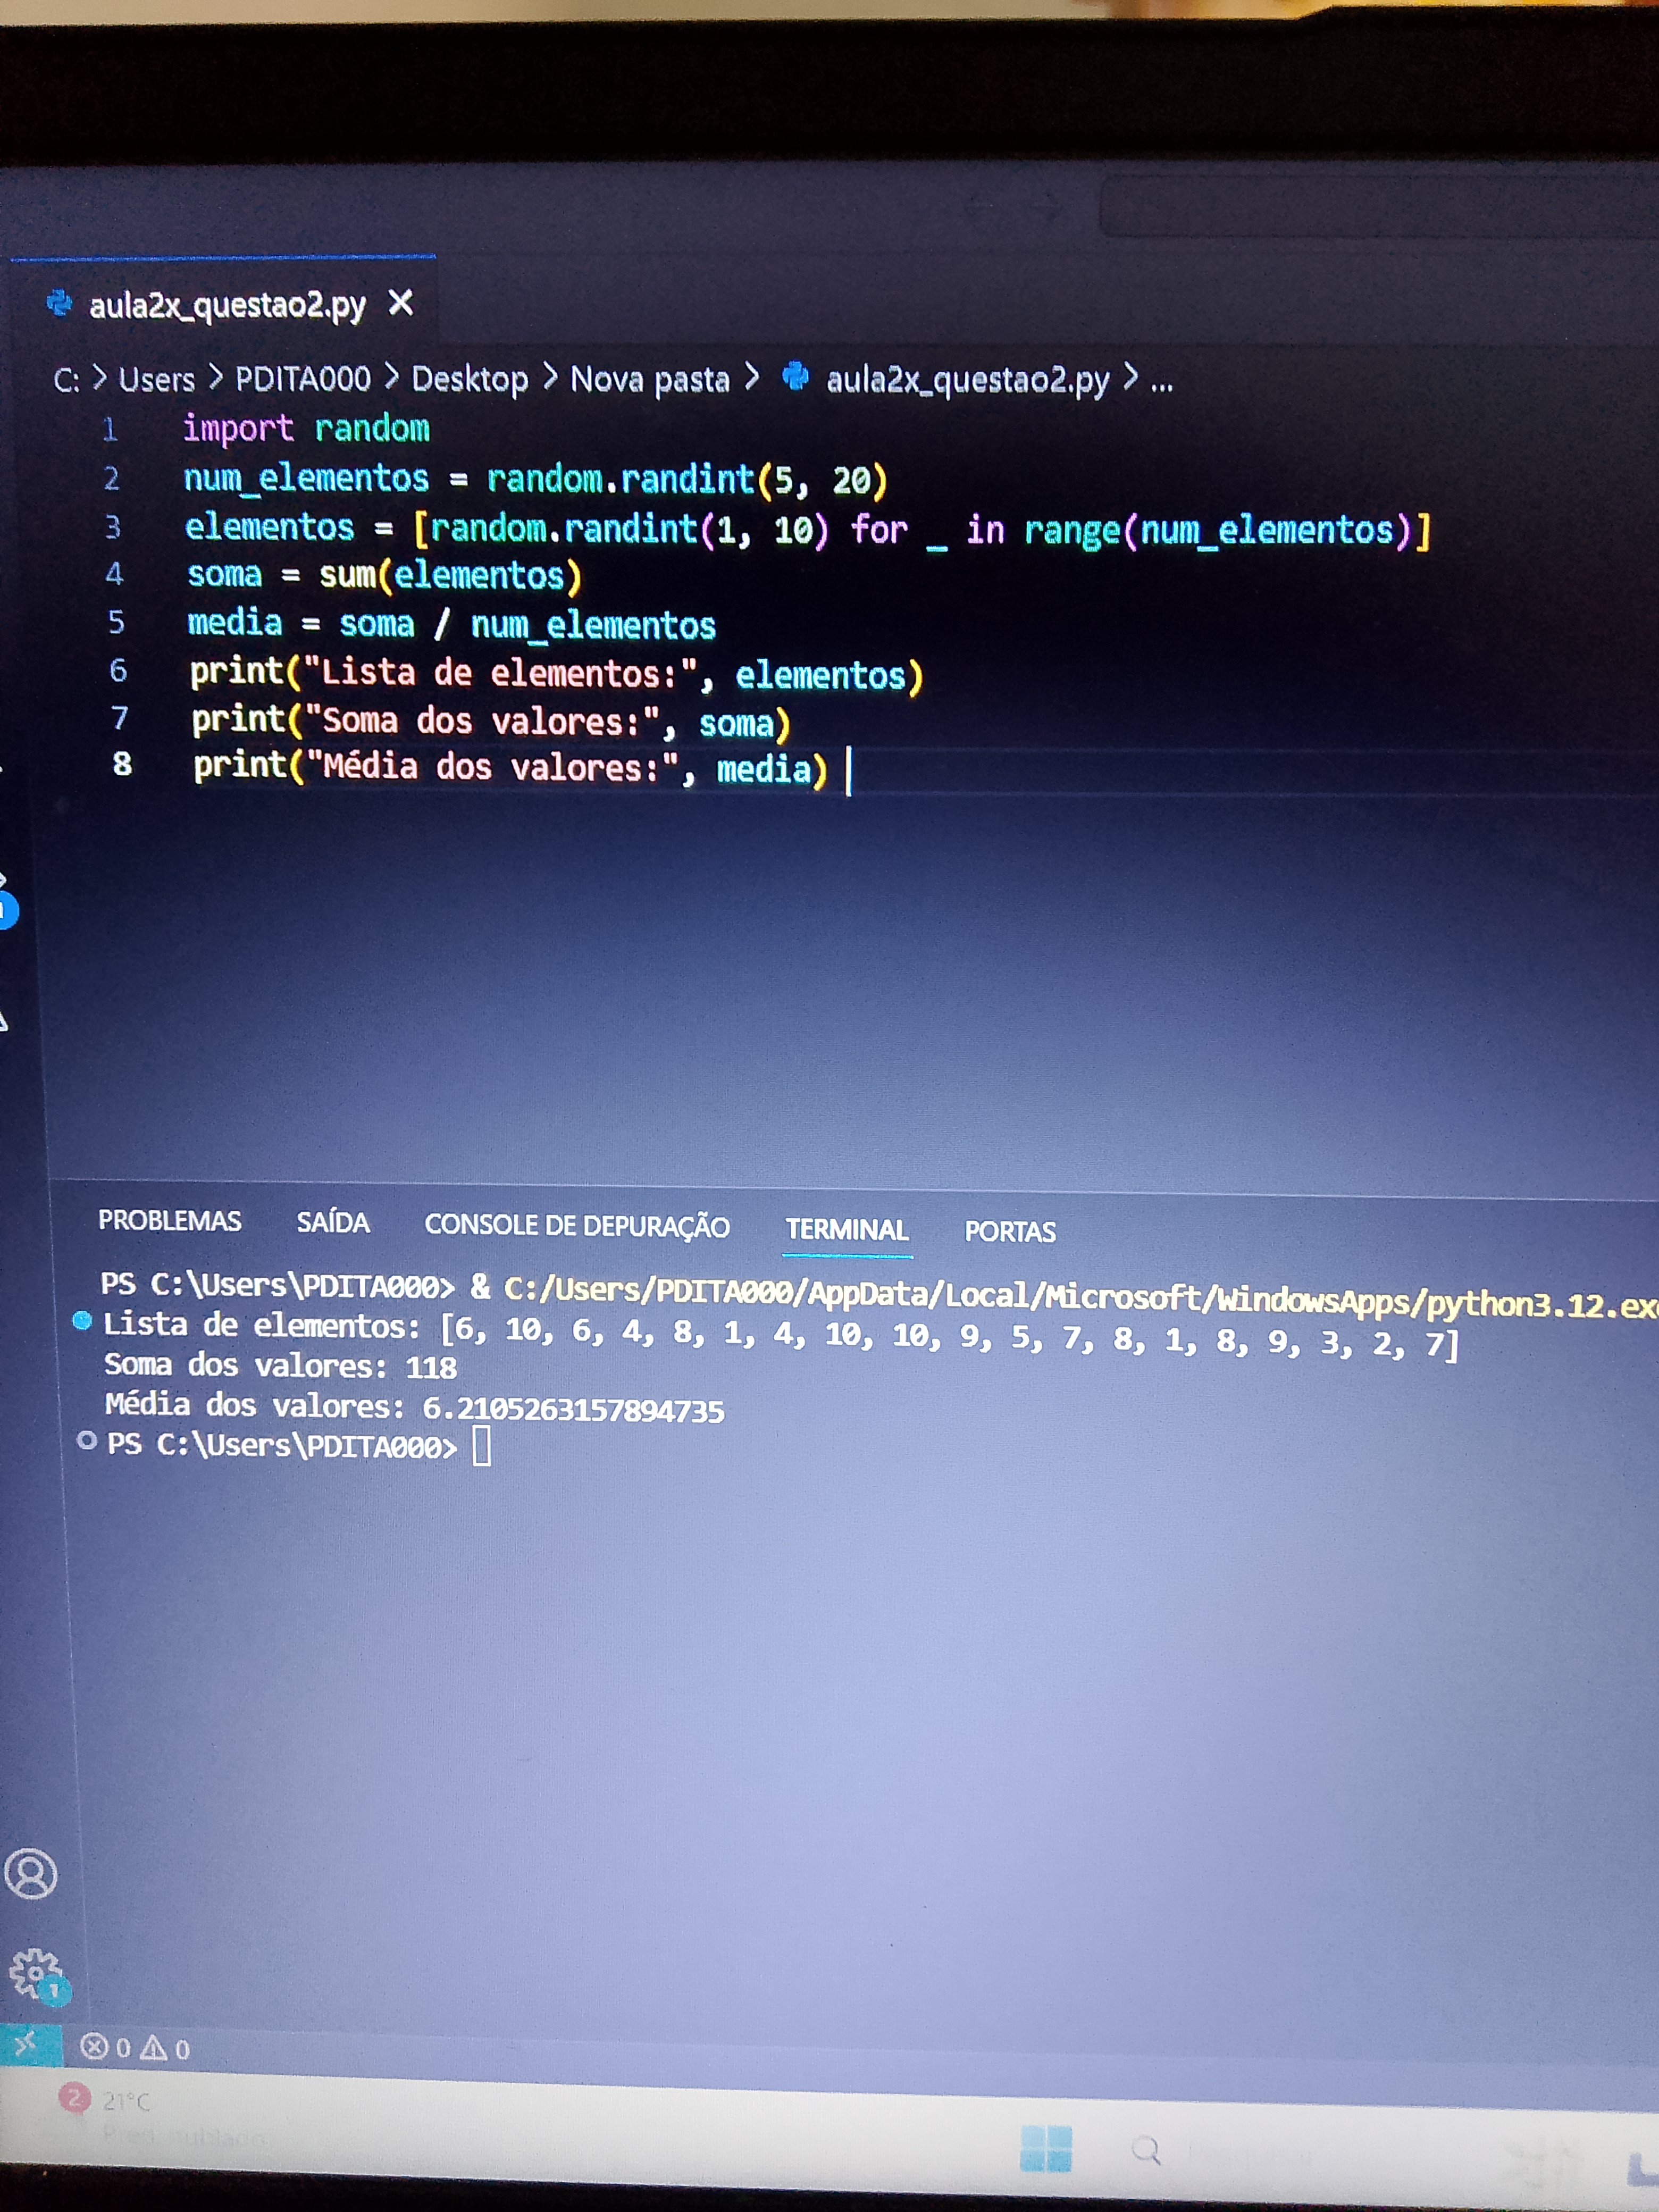 aula2x_questao2.py ×
C: > Users > PDITA000 > Desktop > Nova pasta > aula2x_questao2.py > ...
1 import random
2 num_elementos = random.randint(5, 20)
3 elementos = [random.randint(1, 10) for _ in range(num_elementos)]
4 soma = sum(elementos)
5 media = soma / num_elementos
6 print("Lista de elementos:", elementos)
7 print("Soma dos valores:", soma)
8 print("Média dos valores:", media)
PROBLEMAS SAÍDA CONSOLE DE DEPURAÇÃO TERMINAL PORTAS
PS C:\Users\PDITA000> & C:/Users/PDITA000/AppData/Local/Microsoft/WindowsApps/python3.12.exe
Lista de elementos: [6, 10, 6, 4, 8, 1, 4, 10, 10, 9, 5, 7, 8, 1, 8, 9, 3, 2, 7]
Soma dos valores: 118
Média dos valores: 6.2105263157894735
PS C:\Users\PDITA000>
1
0 0
2 21°C